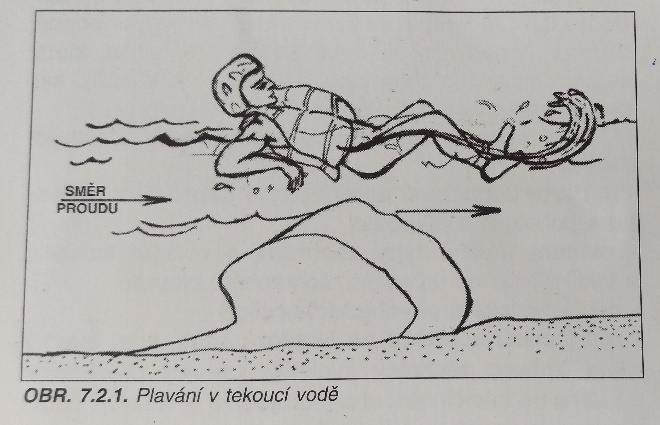 SMĚR
PROUDU
OBR. 7.2.1. Plavání v tekoucí vodě